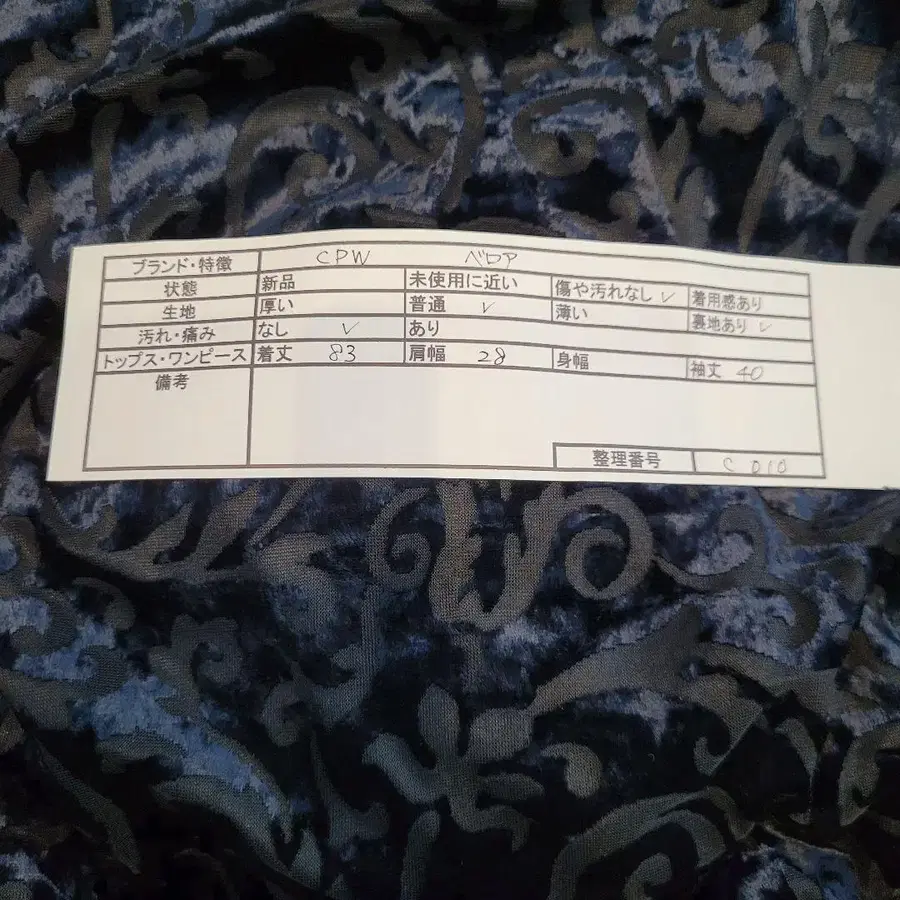 ブランド・特徴 CPW ベロア
状態 新品 未使用に近い 傷や汚れなし ✓ 着用感あり
生地 厚い 普通 ✓ 薄い 裏地あり ✓
汚れ・痛み なし ✓ あり
トップス・ワンピース 着丈 83 肩幅 28 身幅 袖丈 40
備考
整理番号 C 010